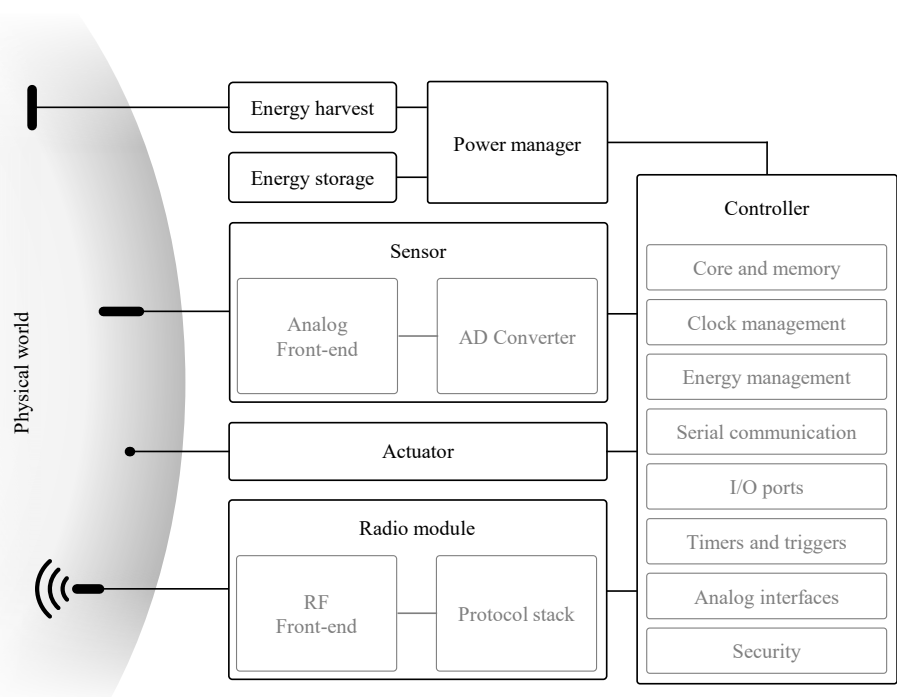 Physical world
Energy harvest
Energy storage
Power manager
Sensor
Analog
Front-end
AD Converter
Actuator
Radio module
RF
Front-end
Protocol stack
Controller
Core and memory
Clock management
Energy management
Serial communication
I/O ports
Timers and triggers
Analog interfaces
Security